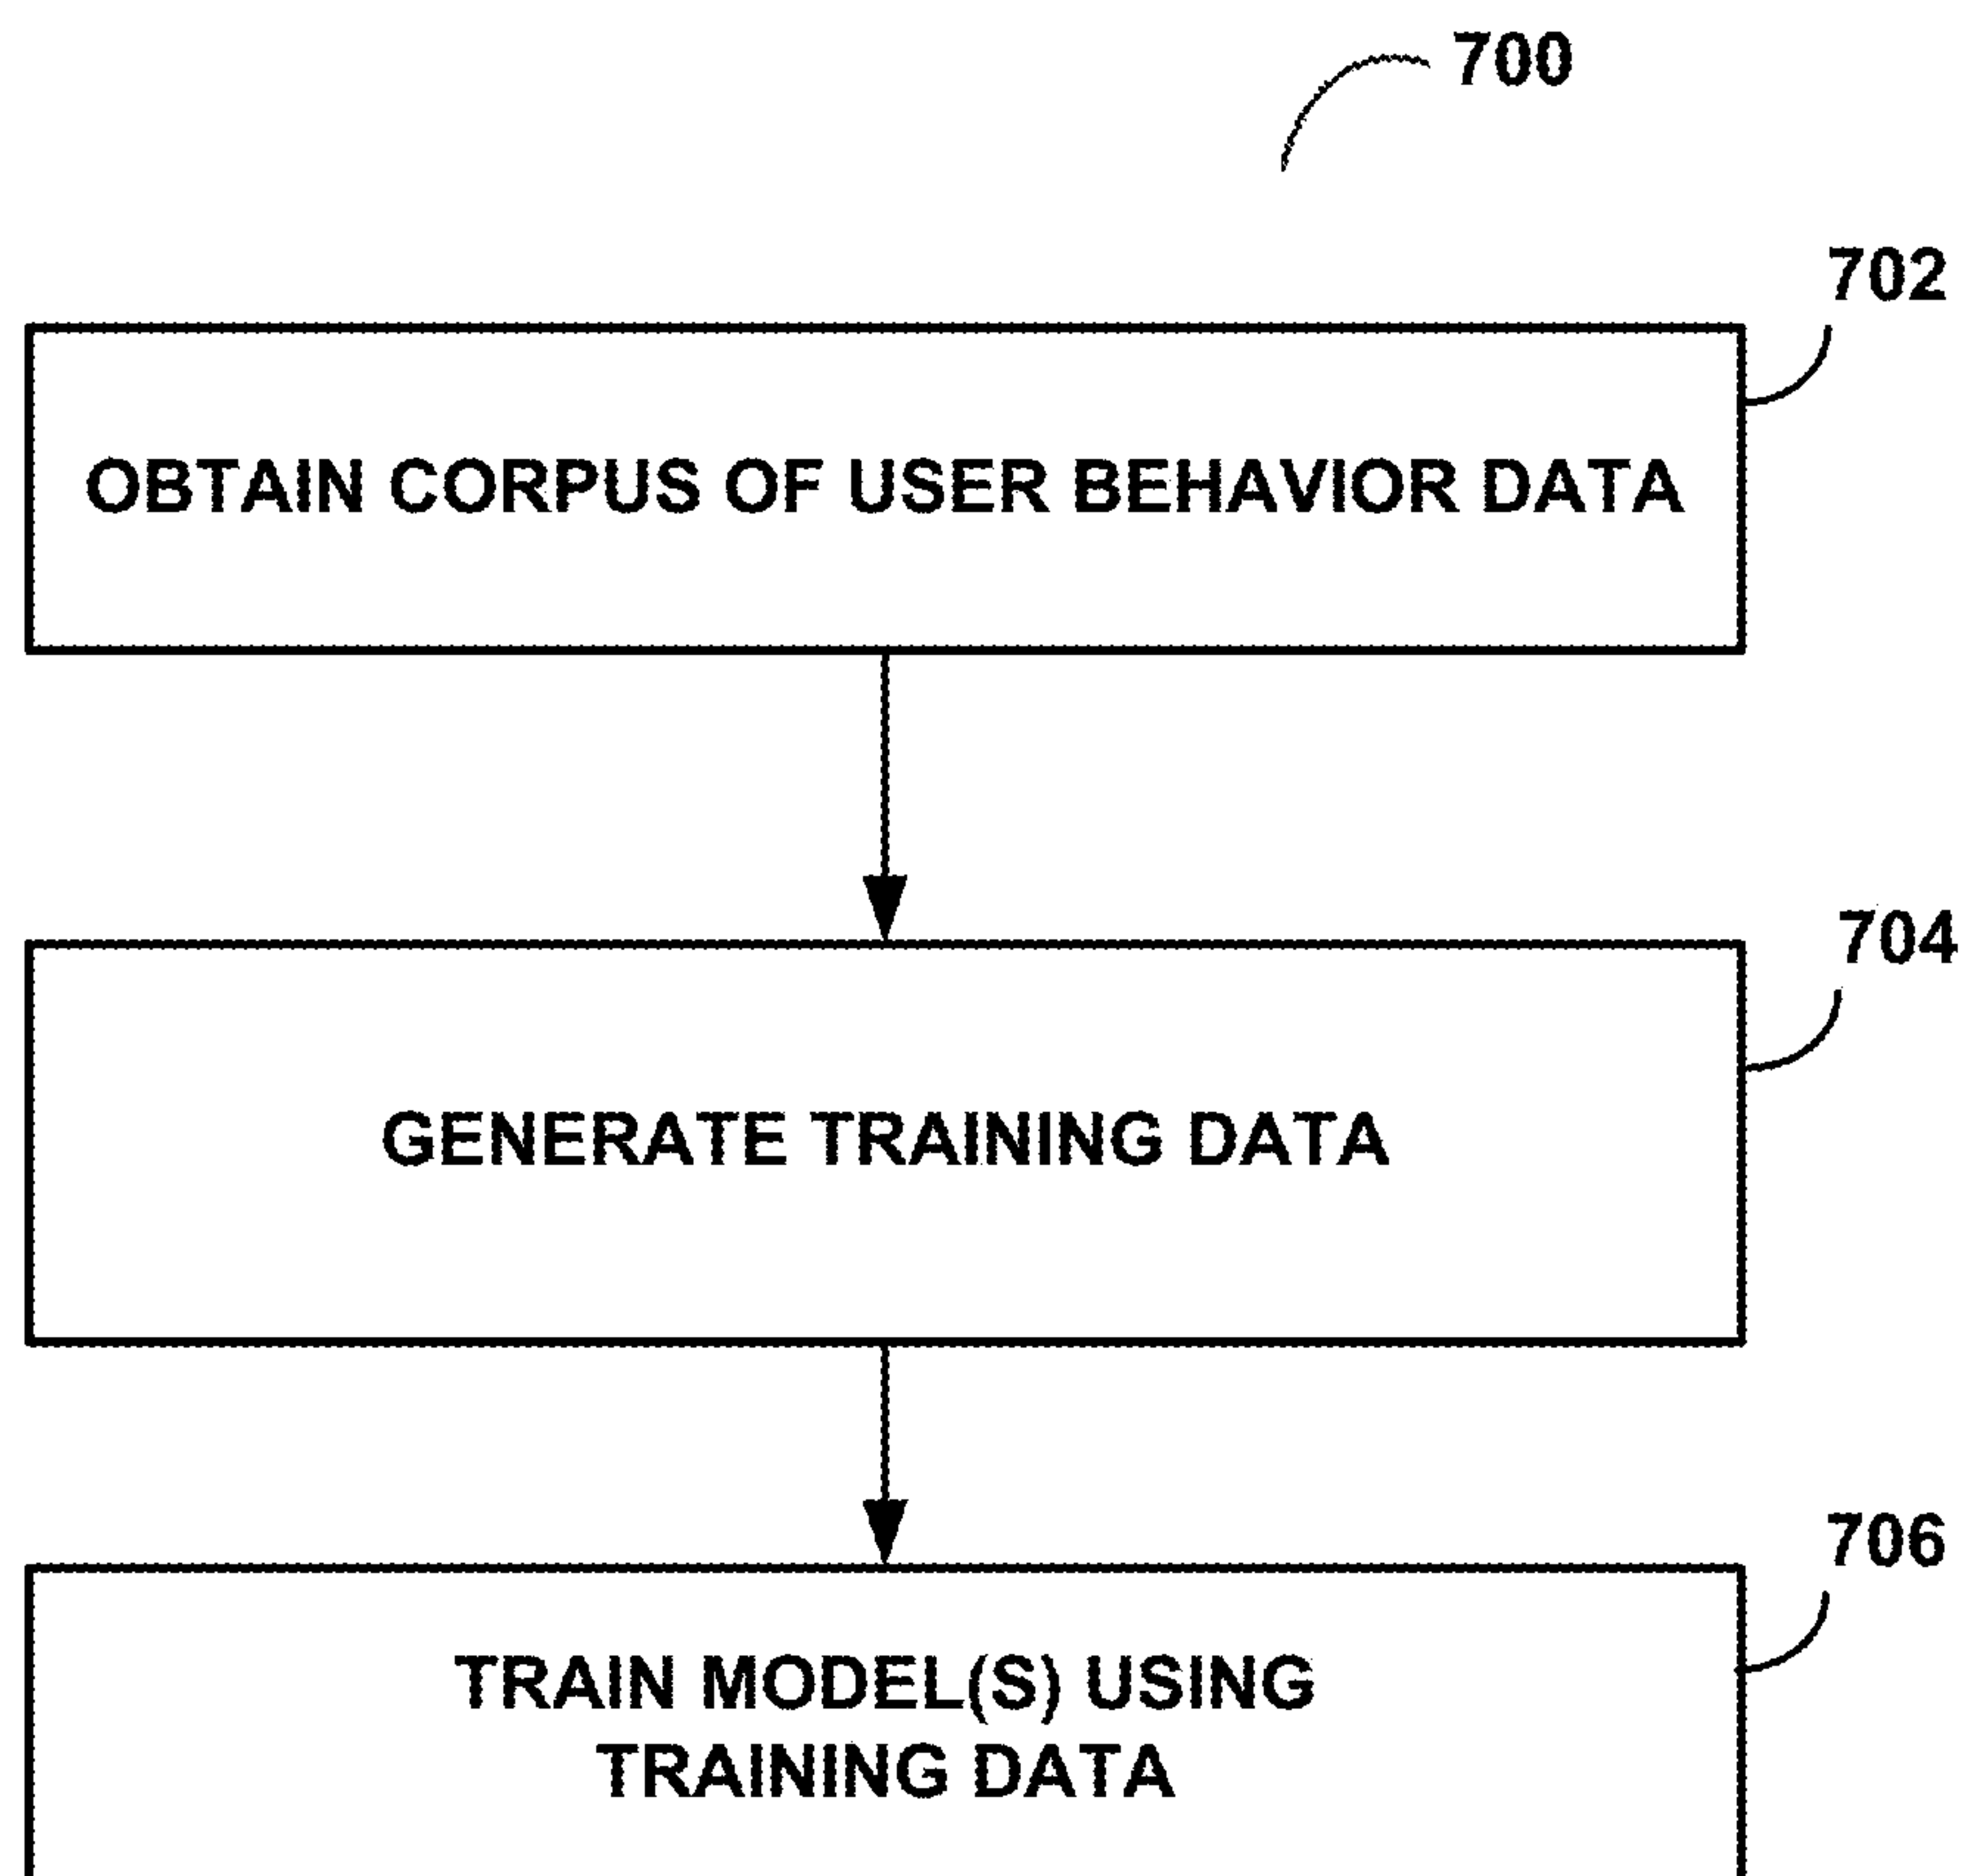 700
702
OBTAIN CORPUS OF USER BEHAVIOR DATA
704
GENERATE TRAINING DATA
706
TRAIN MODEL(S) USING
TRAINING DATA